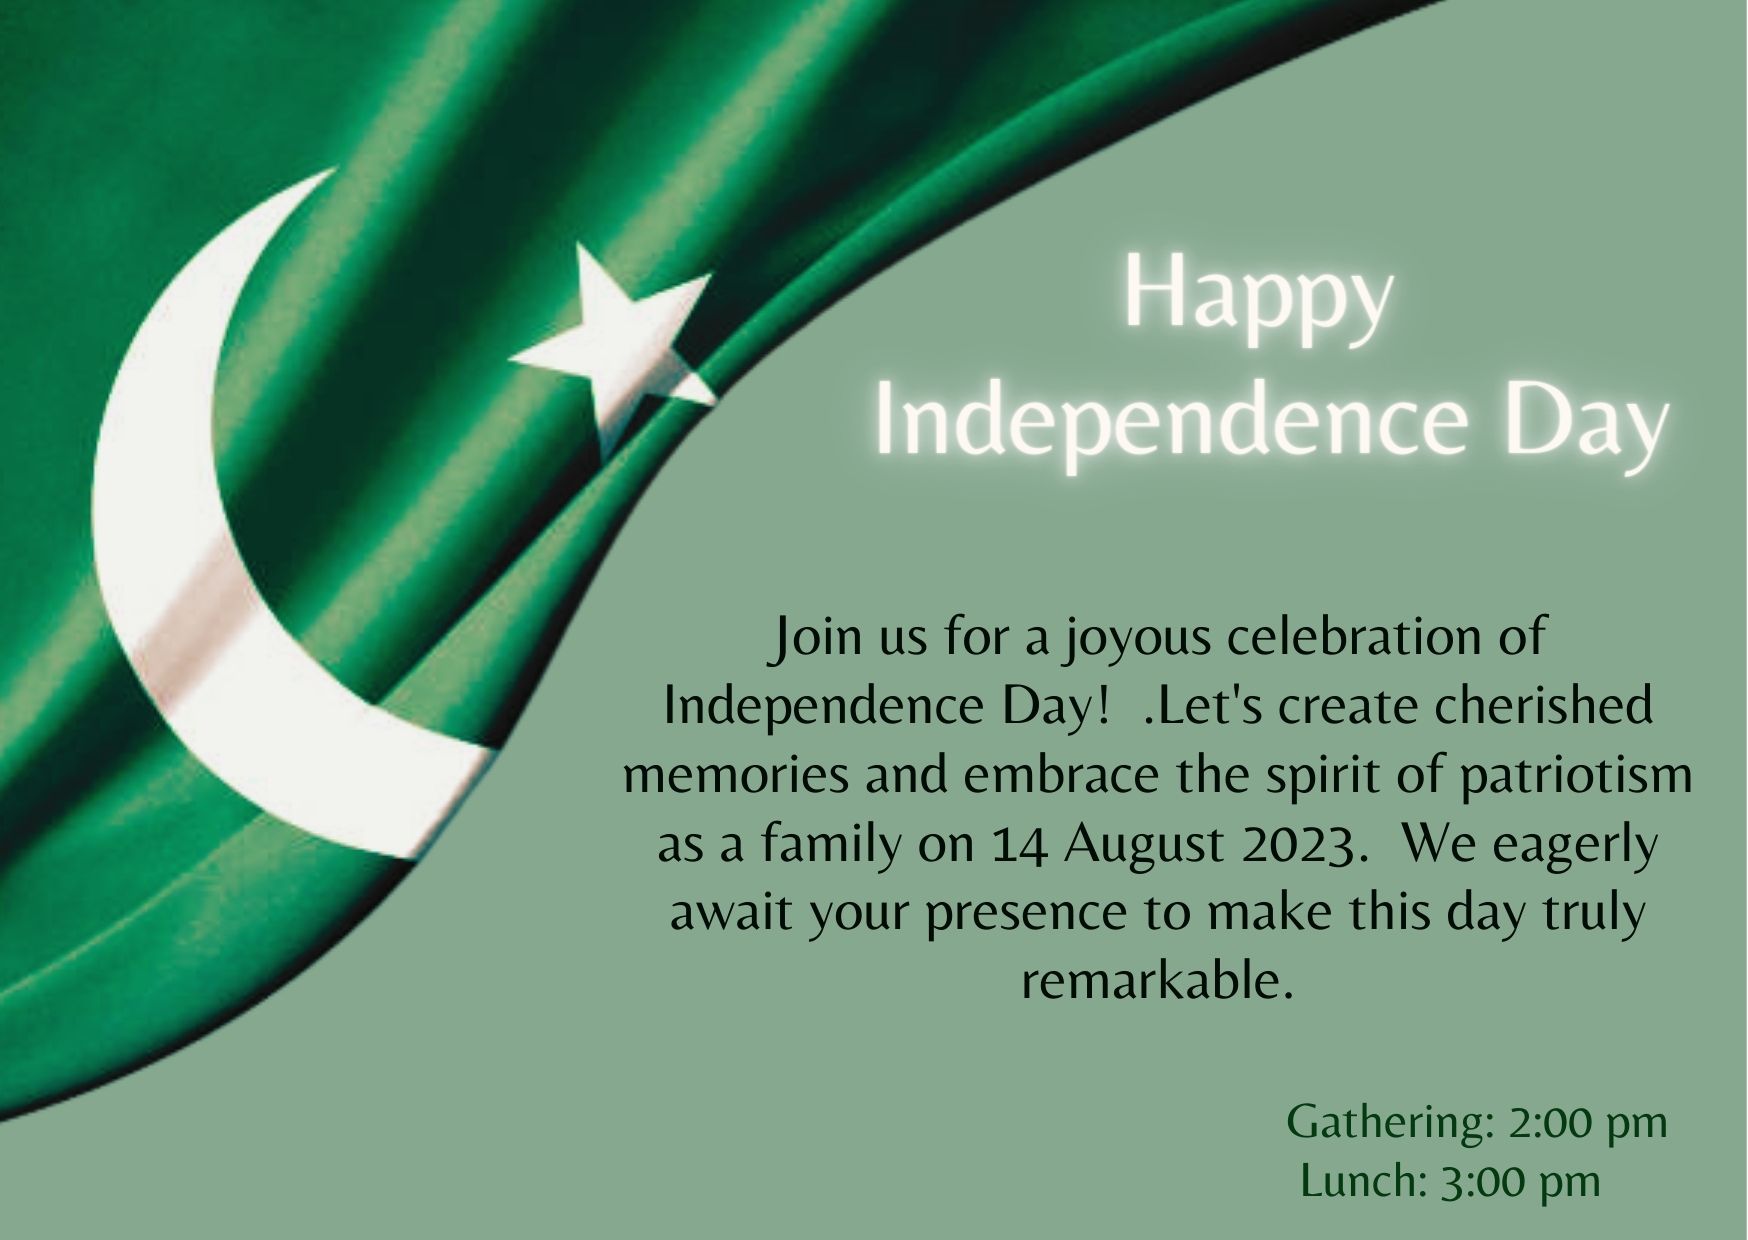 Happy
Independence Day
Join us for a joyous celebration of
Independence Day!  .Let's create cherished
memories and embrace the spirit of patriotism
as a family on 14 August 2023.  We eagerly
await your presence to make this day truly
remarkable.
Gathering: 2:00 pm
Lunch: 3:00 pm